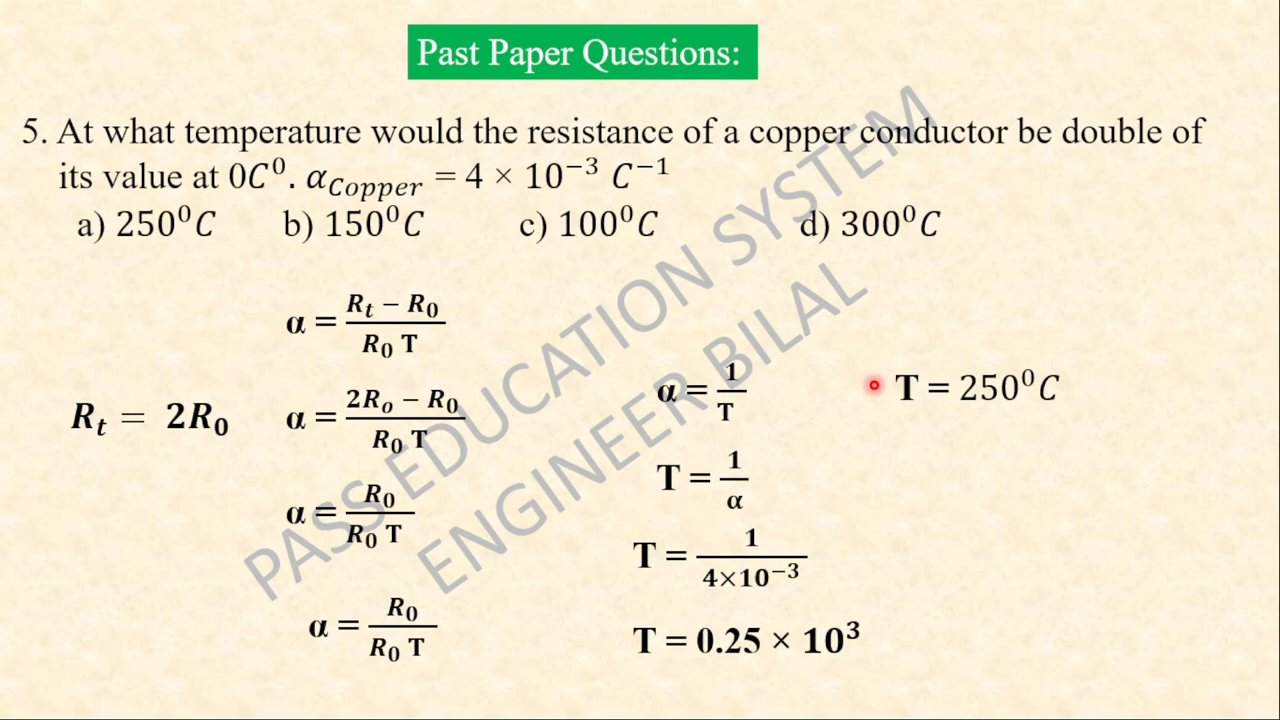 Past Paper Questions:
5. At what temperature would the resistance of a copper conductor be double of
its value at 0C⁰. α_Copper = 4 × 10⁻³ C⁻¹
a) 250⁰C b) 150⁰C c) 100⁰C d) 300⁰C
α = (R_t − R_0) / (R_0 T)
R_t = 2R_0
α = (2R_o − R_0) / (R_0 T)
α = R_0 / (R_0 T)
α = R_0 / (R_0 T)
α = 1 / T
T = 1 / α
T = 1 / (4×10⁻³)
T = 0.25 × 10³
T = 250⁰C
PASS EDUCATION SYSTEM
ENGINEER BILAL